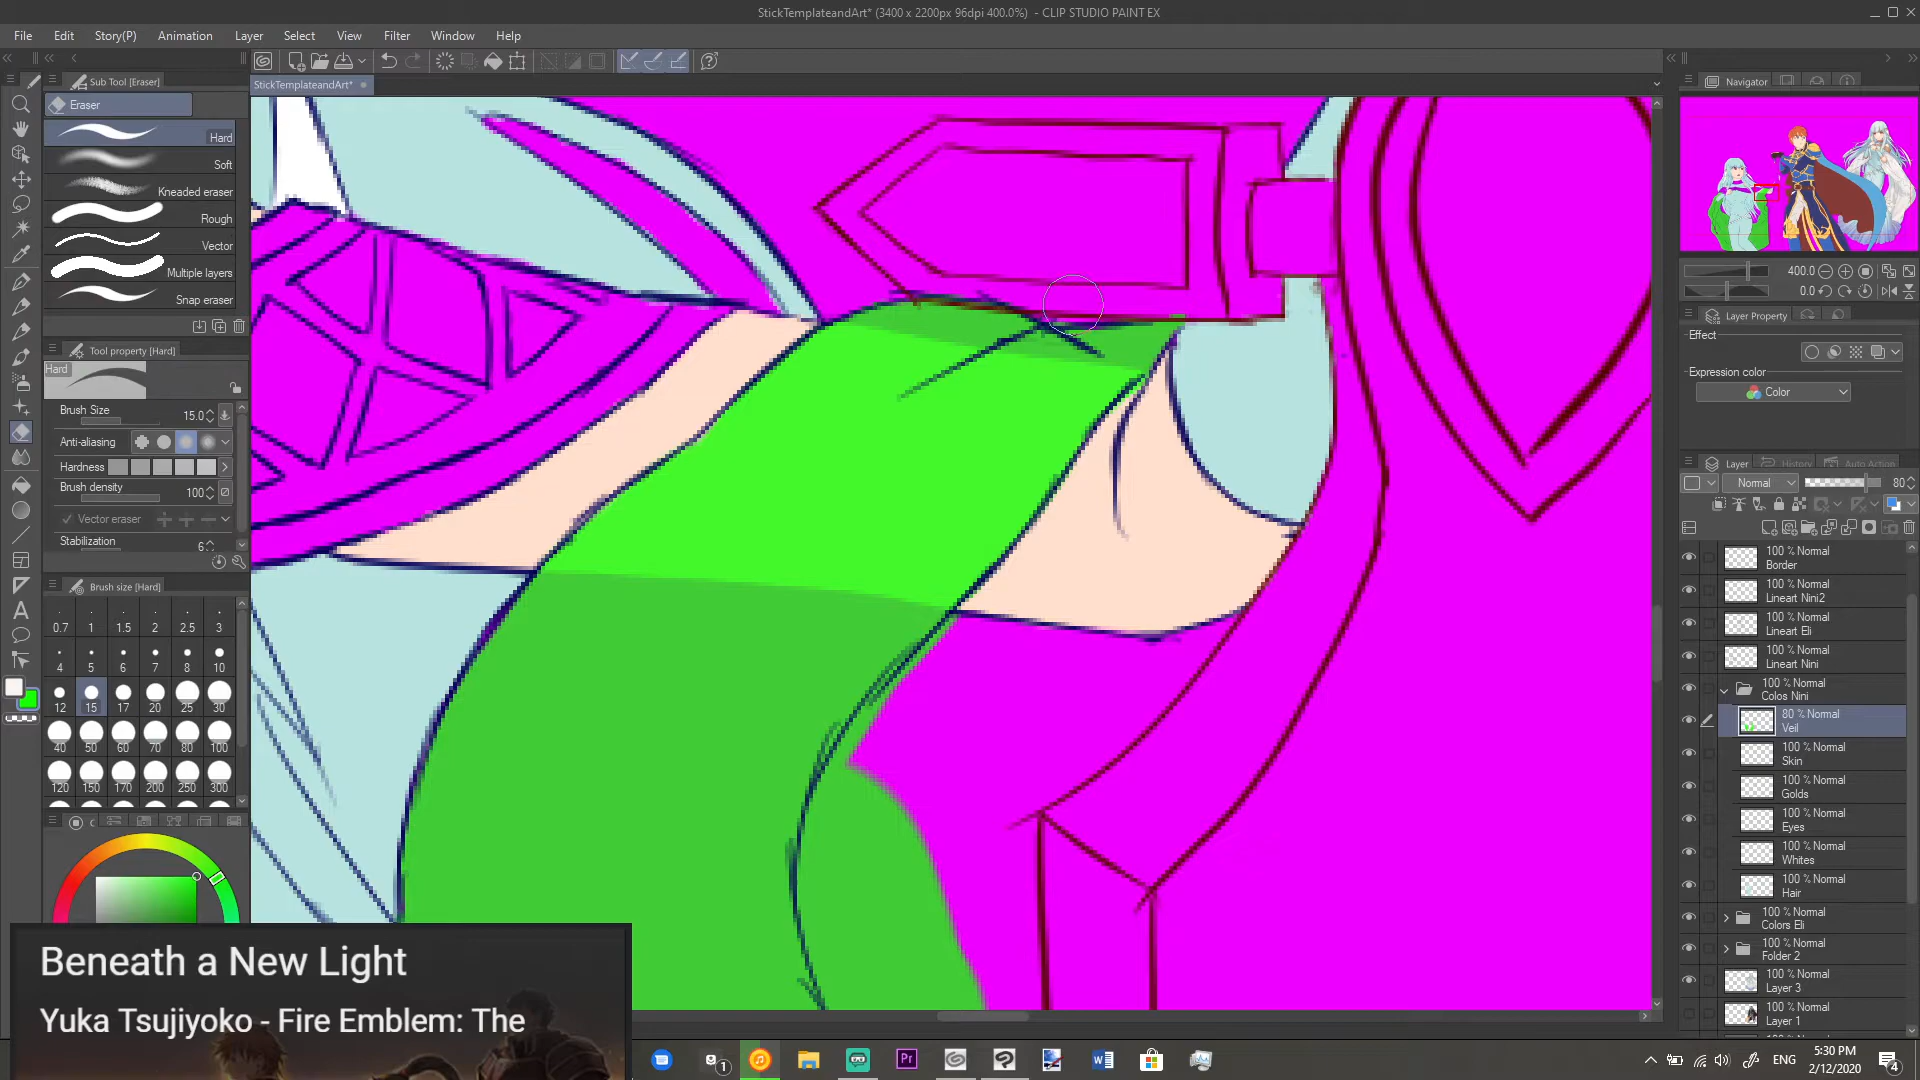 StickTemplateandArt* (3400 x 2200px 96dpi 400.0%) - CLIP STUDIO PAINT EX
File Edit Story(P) Animation Layer Select View Filter Window Help
Sub Tool [Eraser]
StickTemplateandArt*
Navigator
Eraser
Hard
Soft
Kneaded eraser
Rough
Vector
Multiple layers
Snap eraser
400.0
0.0
Layer Property
Effect
Expression color
Color
Tool property [Hard]
Hard
Brush Size 15.0
Anti-aliasing
Hardness
Brush density 100
Vector eraser
Stabilization 6
Layer History Auto Action
Normal 80
100 % Normal
Border
100 % Normal
Lineart Nini2
100 % Normal
Lineart Eli
100 % Normal
Lineart Nini
100 % Normal
Colos Nini
80 % Normal
Veil
100 % Normal
Skin
100 % Normal
Golds
100 % Normal
Eyes
100 % Normal
Whites
100 % Normal
Hair
100 % Normal
Colors Eli
100 % Normal
Folder 2
100 % Normal
Layer 3
100 % Normal
Layer 1
Brush size [Hard]
0.7 1 1.5 2 2.5 3
4 5 6 7 8 10
12 15 17 20 25 30
40 50 60 70 80 100
120 150 170 200 250 300
Beneath a New Light
Yuka Tsujiyoko - Fire Emblem: The
1
Pr
ENG
5:30 PM
2/12/2020
4